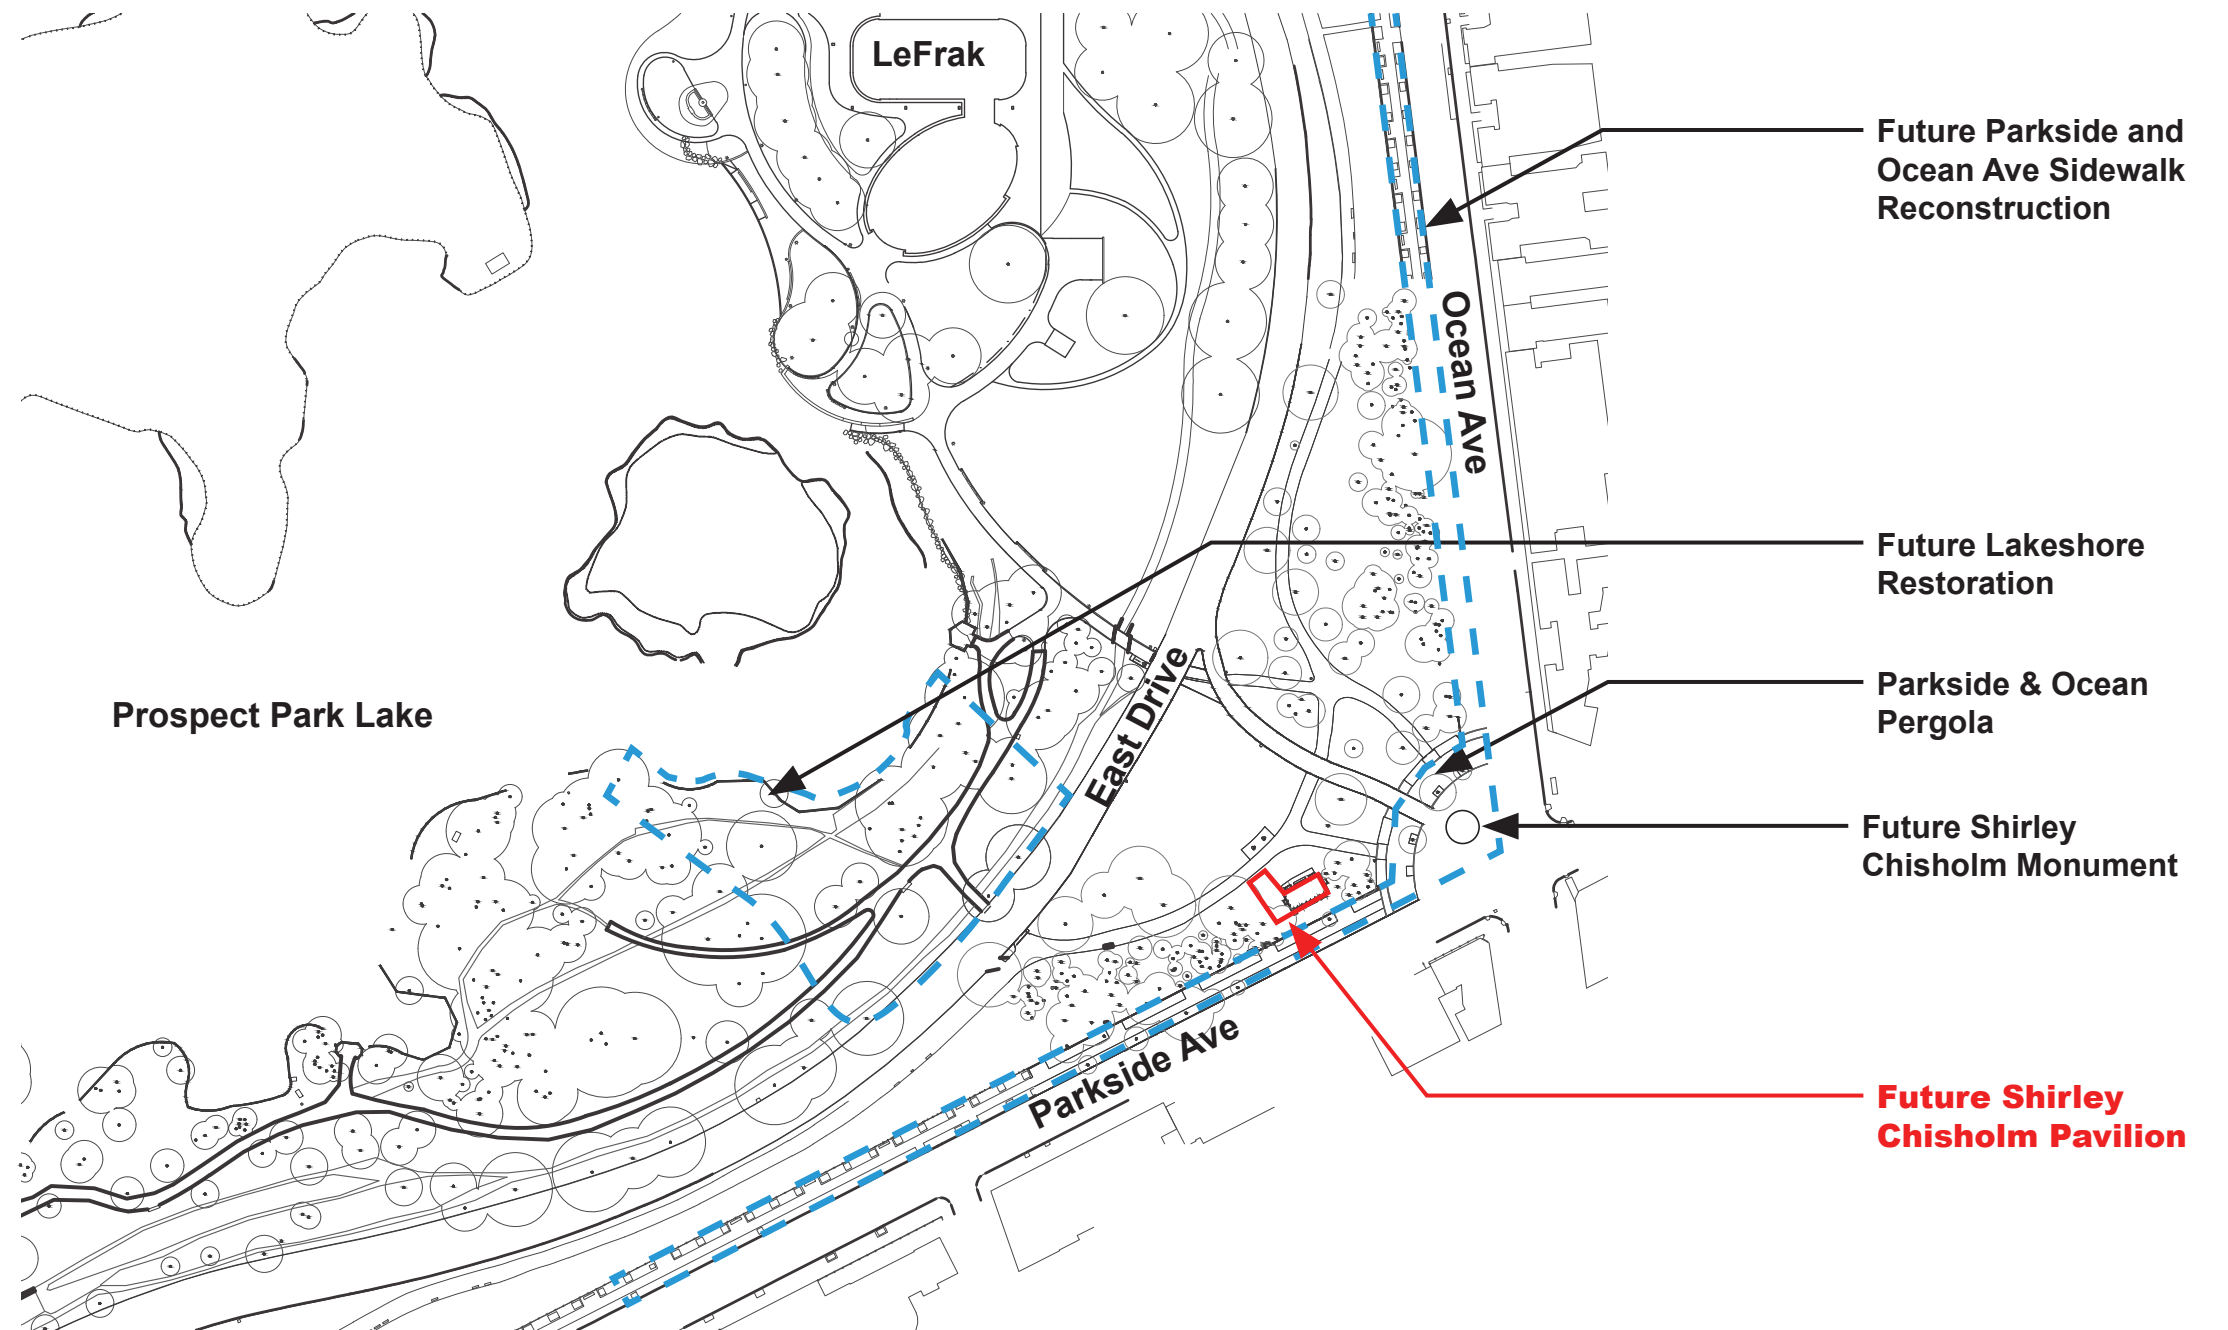 LeFrak
Future Parkside and
Ocean Ave Sidewalk
Reconstruction
Ocean Ave
Future Lakeshore
Restoration
Parkside & Ocean
Pergola
Prospect Park Lake
East Drive
Future Shirley
Chisholm Monument
Parkside Ave
Future Shirley
Chisholm Pavilion